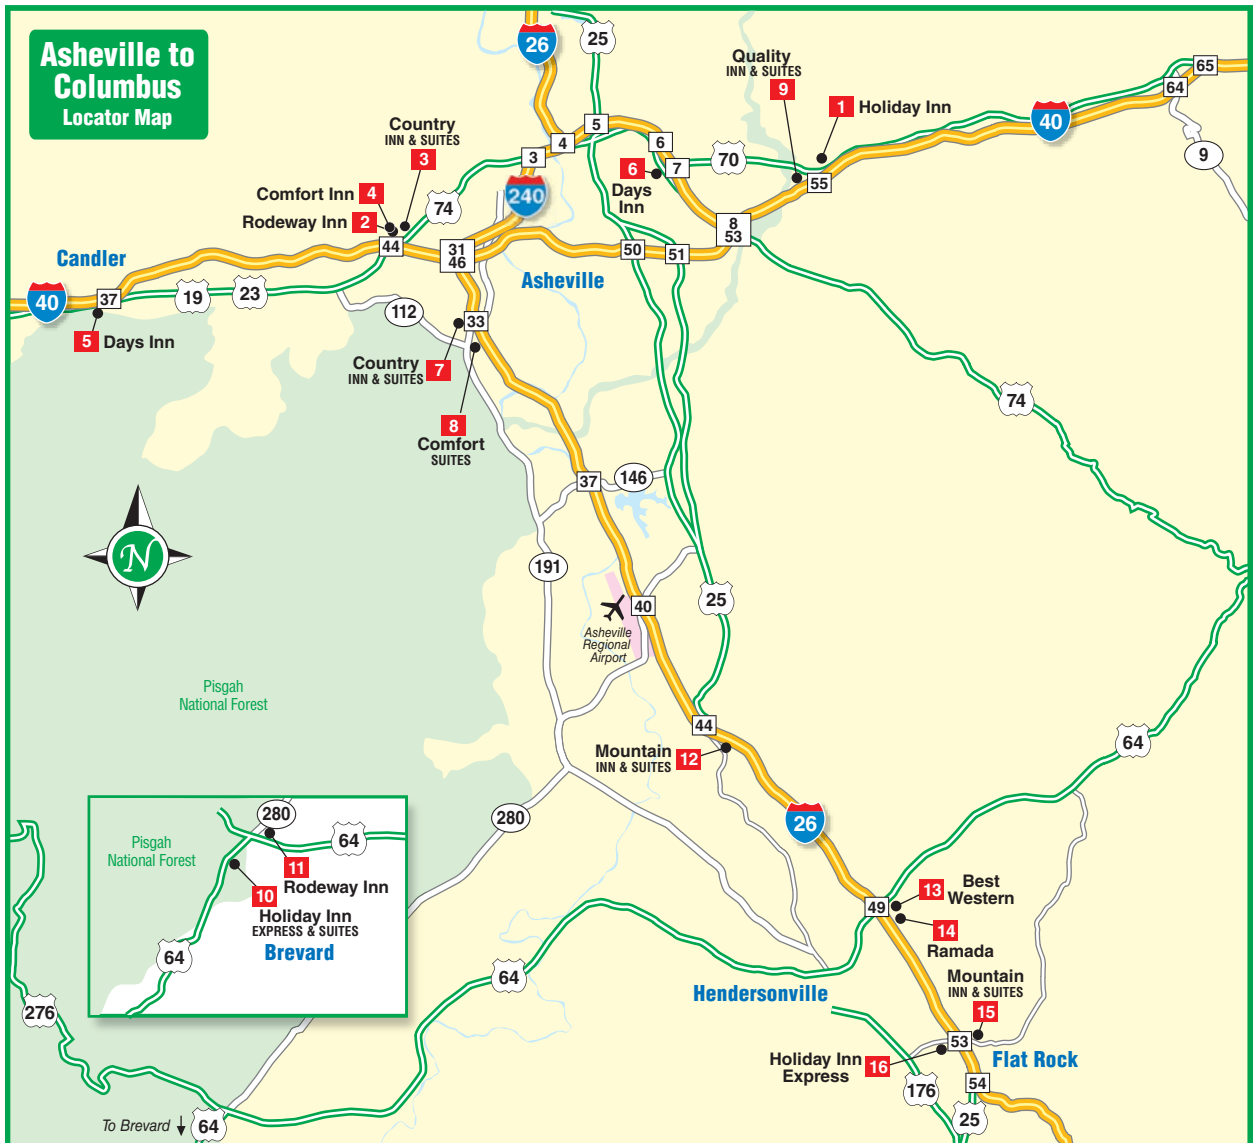 Asheville to
Columbus
Locator Map
26
25
Quality
INN & SUITES
9
1 Holiday Inn
65
64
40
9
Country
INN & SUITES
3
5
4
3
6
7
70
55
6
Days
Inn
240
Comfort Inn 4
Rodeway Inn 2
74
44
31
46
8
53
50
51
Candler
Asheville
40
37
19
23
112
33
5 Days Inn
Country
INN & SUITES
7
8
Comfort
SUITES
74
37
146
N
191
40
25
Asheville
Regional
Airport
Pisgah
National Forest
44
Mountain
INN & SUITES
12
64
26
280
Pisgah
National Forest
280
64
11
Rodeway Inn
10
Holiday Inn
EXPRESS & SUITES
Brevard
64
49
13
Best
Western
14
Ramada
64
Hendersonville
Mountain
INN & SUITES
15
276
53
Holiday Inn
Express
16
Flat Rock
54
176
25
To Brevard
64